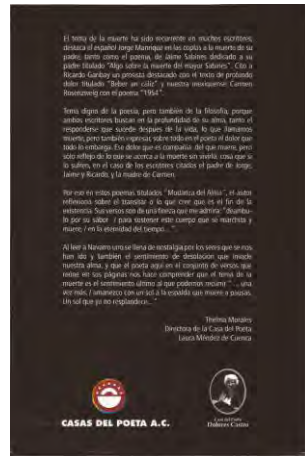 El tema de la muerte ha sido recurrente en muchos escritores,
destaca el español Jorge Manrique en las coplas a la muerte de su
padre; tanto como el poema, de Jaime Sabines dedicado a su
padre titulado "Algo sobre la muerte del mayor Sabines". Cito a
Ricardo Garibay un prosista destacado con el texto de profundo
dolor titulado "Beber un cáliz" y nuestra mexiquense Carmen
Rosenzweig con el poema "1954".
Tema digno de la poesía, pero también de la filosofía, porque
ambos escritores buscan en la profundidad de su alma, tanto el
responderse que sucede después de la vida, lo que llamamos
muerte, pero también expresar, sobre todo en el poeta el dolor que
todo lo embarga. Ese dolor que es compañía del que muere, pero
sólo reflejo de lo que se acerca a la muerte sin vivirla, cosa que si
lo sufren, en el caso de los escritores citados el padre de Jorge,
Jaime y Ricardo, y la madre de Carmen.
Por eso en estos poemas titulados "Mudanza del Alma", el autor
reflexiona sobre el transitar o lo que cree que es el fin de la
existencia. Sus versos son de una fuerza que me admira: "deambu-
lo por su sabor / para sostener este cuerpo que se marchita y
muere, / en la eternidad del tiempo...".
Al leer a Navarro uno se llena de nostalgia por los seres que se nos
han ido y también el sentimiento de desolación que invade
nuestra alma, y que el poeta aquí en el conjunto de versos que
reúne en sus páginas nos hace comprender que el tema de la
muerte es el sentimiento último al que podemos recurrir "... una
vez más, / amanezco con un sol a la espalda que muere a pausas.
Un sol que ya no resplandece..."
Thelma Morales
Directora de la Casa del Poeta
Laura Méndez de Cuenca
CASAS DEL POETA A.C.
Casa del Poeta
Dolores Castro